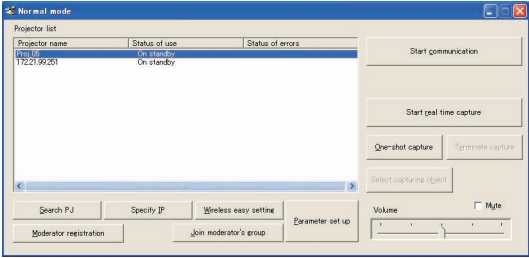 Normal mode
Projector list
Projector name Status of use Status of errors
Proj_05 On standby
172.21.99.251 On standby
Start communication
Start real time capture
One-shot capture Terminate capture
Select capturing object
Search PJ Specify IP Wireless easy setting Parameter set up
Moderator registration Join moderator's group
Volume Mute